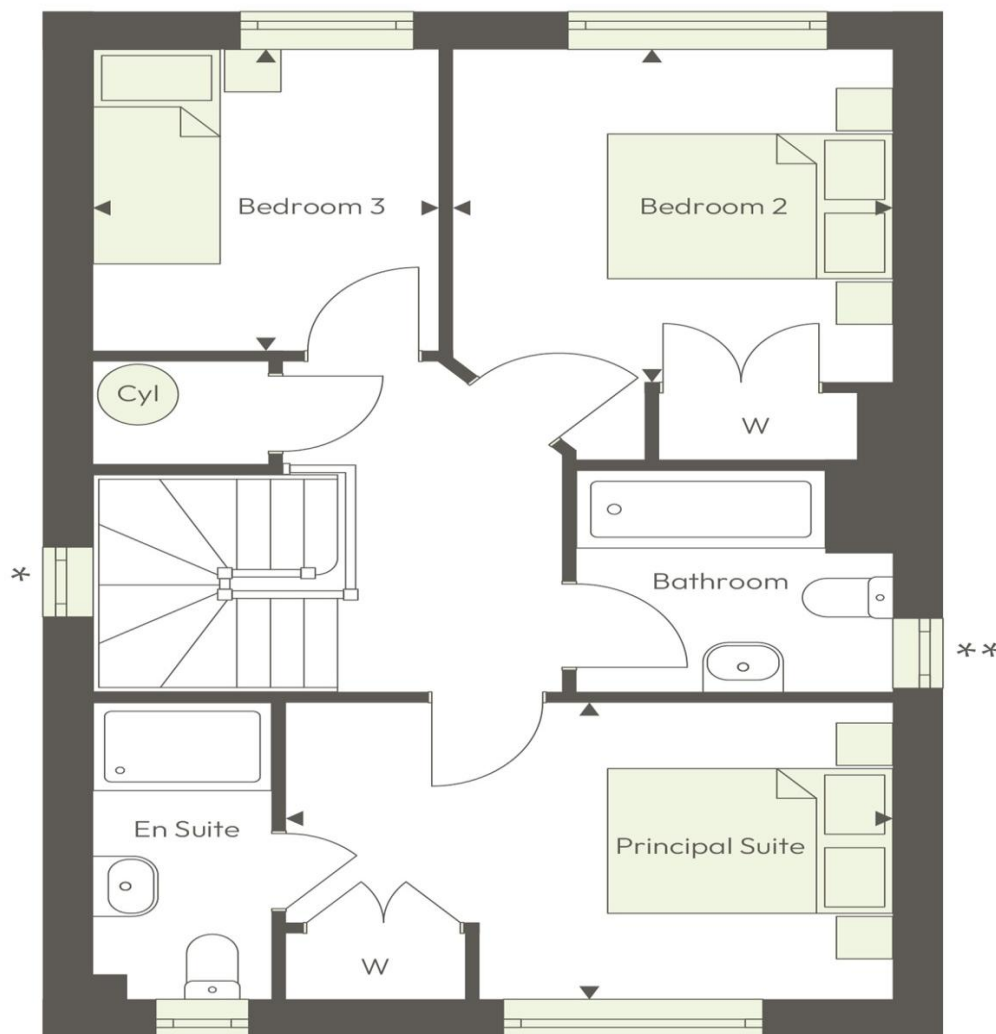 Bedroom 3
Bedroom 2
Cyl
W
*
Bathroom
**
En Suite
Principal Suite
W